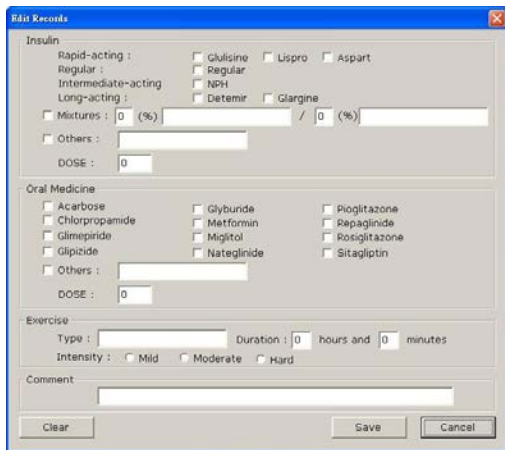 Edit Records
Insulin
Rapid-acting : Glulisine Lispro Aspart
Regular : Regular
Intermediate-acting NPH
Long-acting : Detemir Glargine
Mixtures : 0 (%) / 0 (%)
Others :
DOSE : 0
Oral Medicine
Acarbose Glyburide Pioglitazone
Chlorpropamide Metformin Repaglinide
Glimepiride Miglitol Rosiglitazone
Glipizide Nateglinide Sitagliptin
Others :
DOSE : 0
Exercise
Type : Duration : 0 hours and 0 minutes
Intensity : Mild Moderate Hard
Comment
Clear Save Cancel